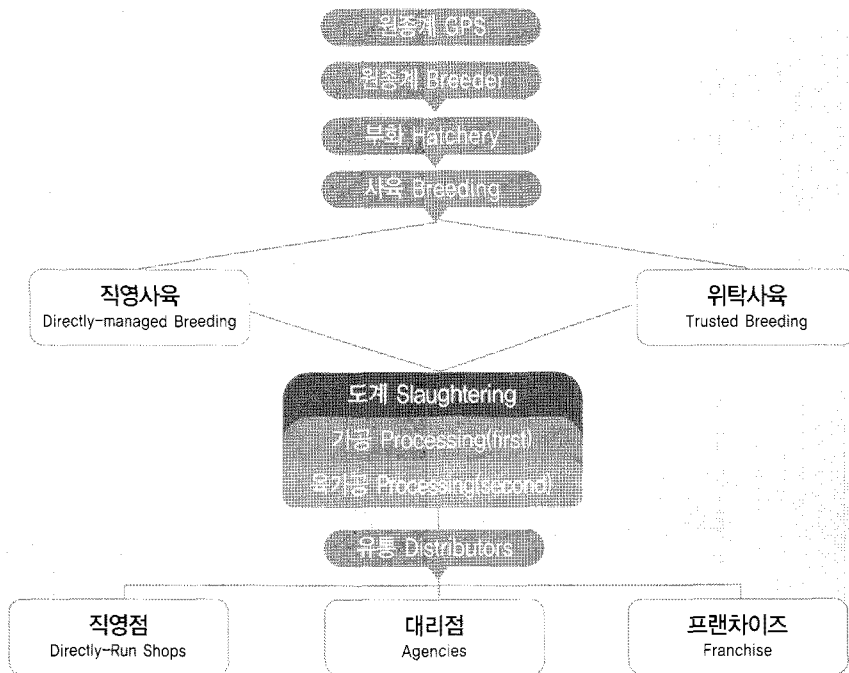 원종계 GPS
원종계 Breeder
부화 Hatchery
사육 Breeding
직영사육
Directly-managed Breeding
위탁사육
Trusted Breeding
도계 Slaughtering
가공 Processing(first)
육가공 Processing(second)
유통 Distributors
직영점
Directly-Run Shops
대리점
Agencies
프랜차이즈
Franchise